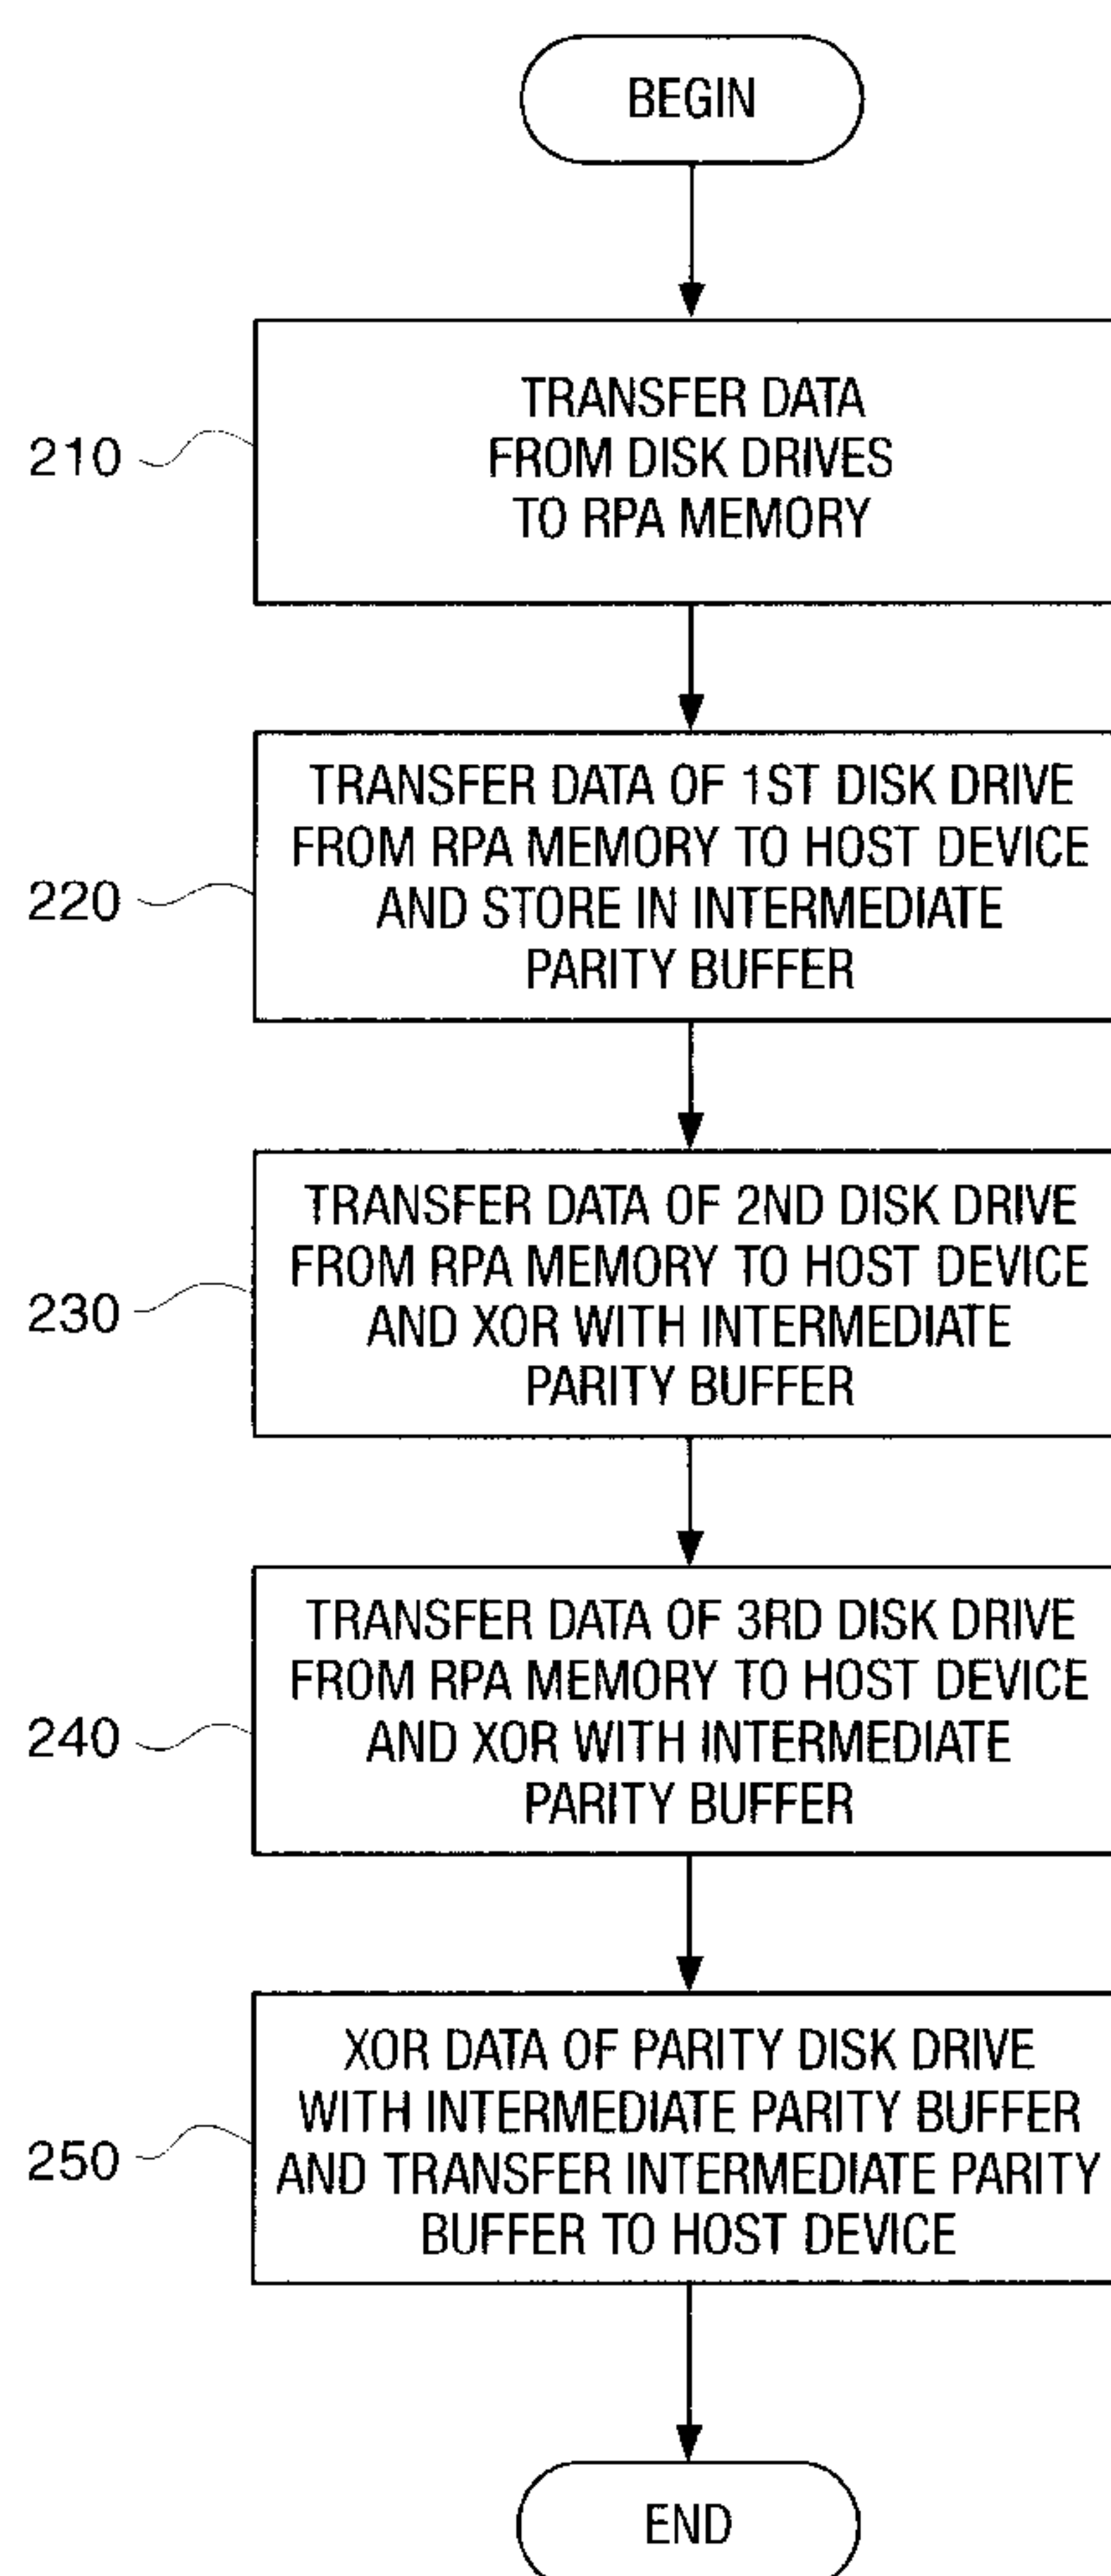 BEGIN
TRANSFER DATA
FROM DISK DRIVES
TO RPA MEMORY
210
TRANSFER DATA OF 1ST DISK DRIVE
FROM RPA MEMORY TO HOST DEVICE
AND STORE IN INTERMEDIATE
PARITY BUFFER
220
TRANSFER DATA OF 2ND DISK DRIVE
FROM RPA MEMORY TO HOST DEVICE
AND XOR WITH INTERMEDIATE
PARITY BUFFER
230
TRANSFER DATA OF 3RD DISK DRIVE
FROM RPA MEMORY TO HOST DEVICE
AND XOR WITH INTERMEDIATE
PARITY BUFFER
240
XOR DATA OF PARITY DISK DRIVE
WITH INTERMEDIATE PARITY BUFFER
AND TRANSFER INTERMEDIATE PARITY
BUFFER TO HOST DEVICE
250
END